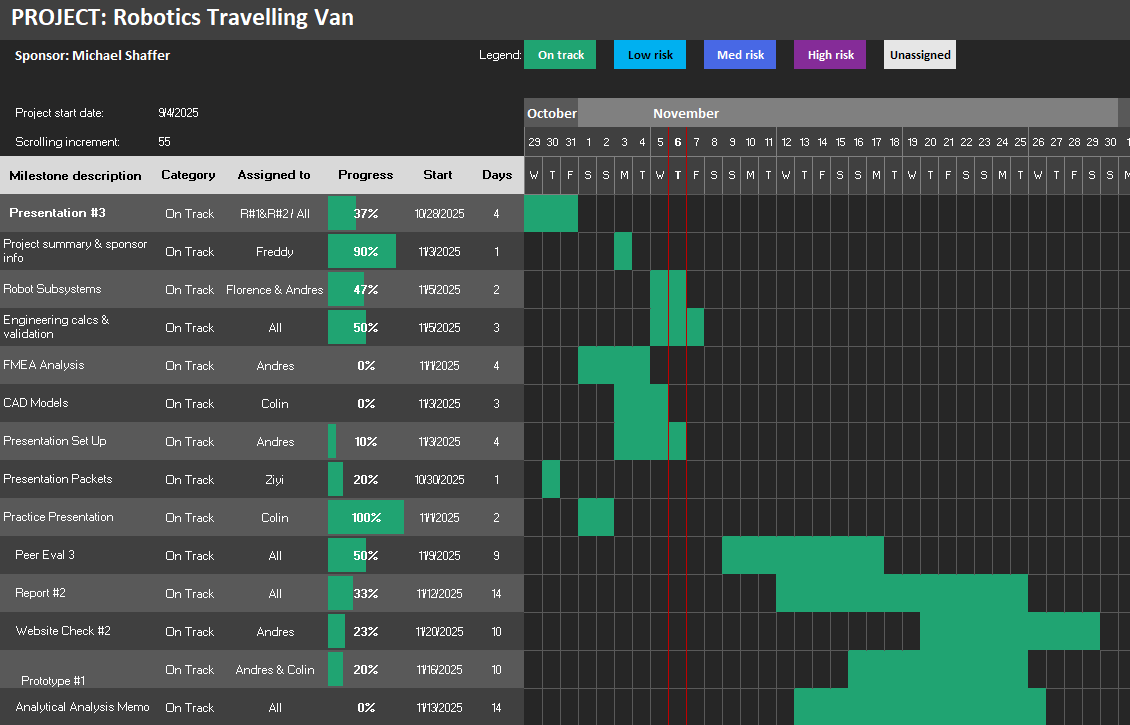 PROJECT: Robotics Travelling Van
Sponsor: Michael Shaffer
Legend: On track Low risk Med risk High risk Unassigned
Project start date: 9/4/2025
October November
Scrolling increment: 55
29 30 31 1 2 3 4 5 6 7 8 9 10 11 12 13 14 15 16 17 18 19 20 21 22 23 24 25 26 27 28 29 30 1
Milestone description Category Assigned to Progress Start Days
W T F S S M T W T F S S M T W T F S S M T W T F S S M T W T F S S M
Presentation #3 On Track R#1&R#2 / All 37% 10/28/2025 4
Project summary & sponsor
info On Track Freddy 90% 11/3/2025 1
Robot Subsystems On Track Florence & Andres 47% 11/5/2025 2
Engineering calcs &
validation On Track All 50% 11/5/2025 3
FMEA Analysis On Track Andres 0% 11/1/2025 4
CAD Models On Track Colin 0% 11/3/2025 3
Presentation Set Up On Track Andres 10% 11/3/2025 4
Presentation Packets On Track Ziyi 20% 10/30/2025 1
Practice Presentation On Track Colin 100% 11/1/2025 2
Peer Eval 3 On Track All 50% 11/9/2025 9
Report #2 On Track All 33% 11/12/2025 14
Website Check #2 On Track Andres 23% 11/20/2025 10
Prototype #1 On Track Andres & Colin 20% 11/16/2025 10
Analytical Analysis Memo On Track All 0% 11/13/2025 14